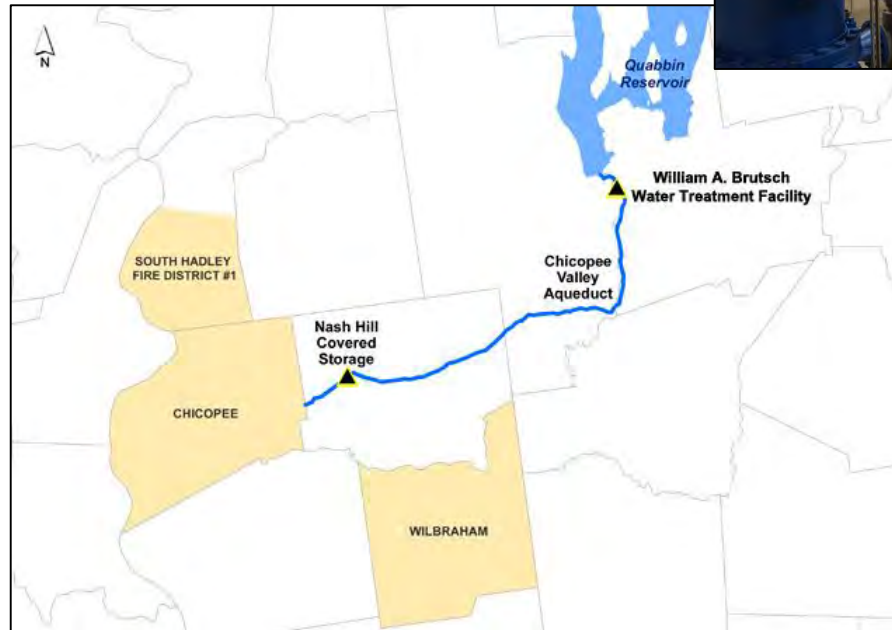 N
Quabbin
Reservoir
William A. Brutsch
Water Treatment Facility
SOUTH HADLEY
FIRE DISTRICT #1
Chicopee
Valley
Aqueduct
Nash Hill
Covered
Storage
CHICOPEE
WILBRAHAM